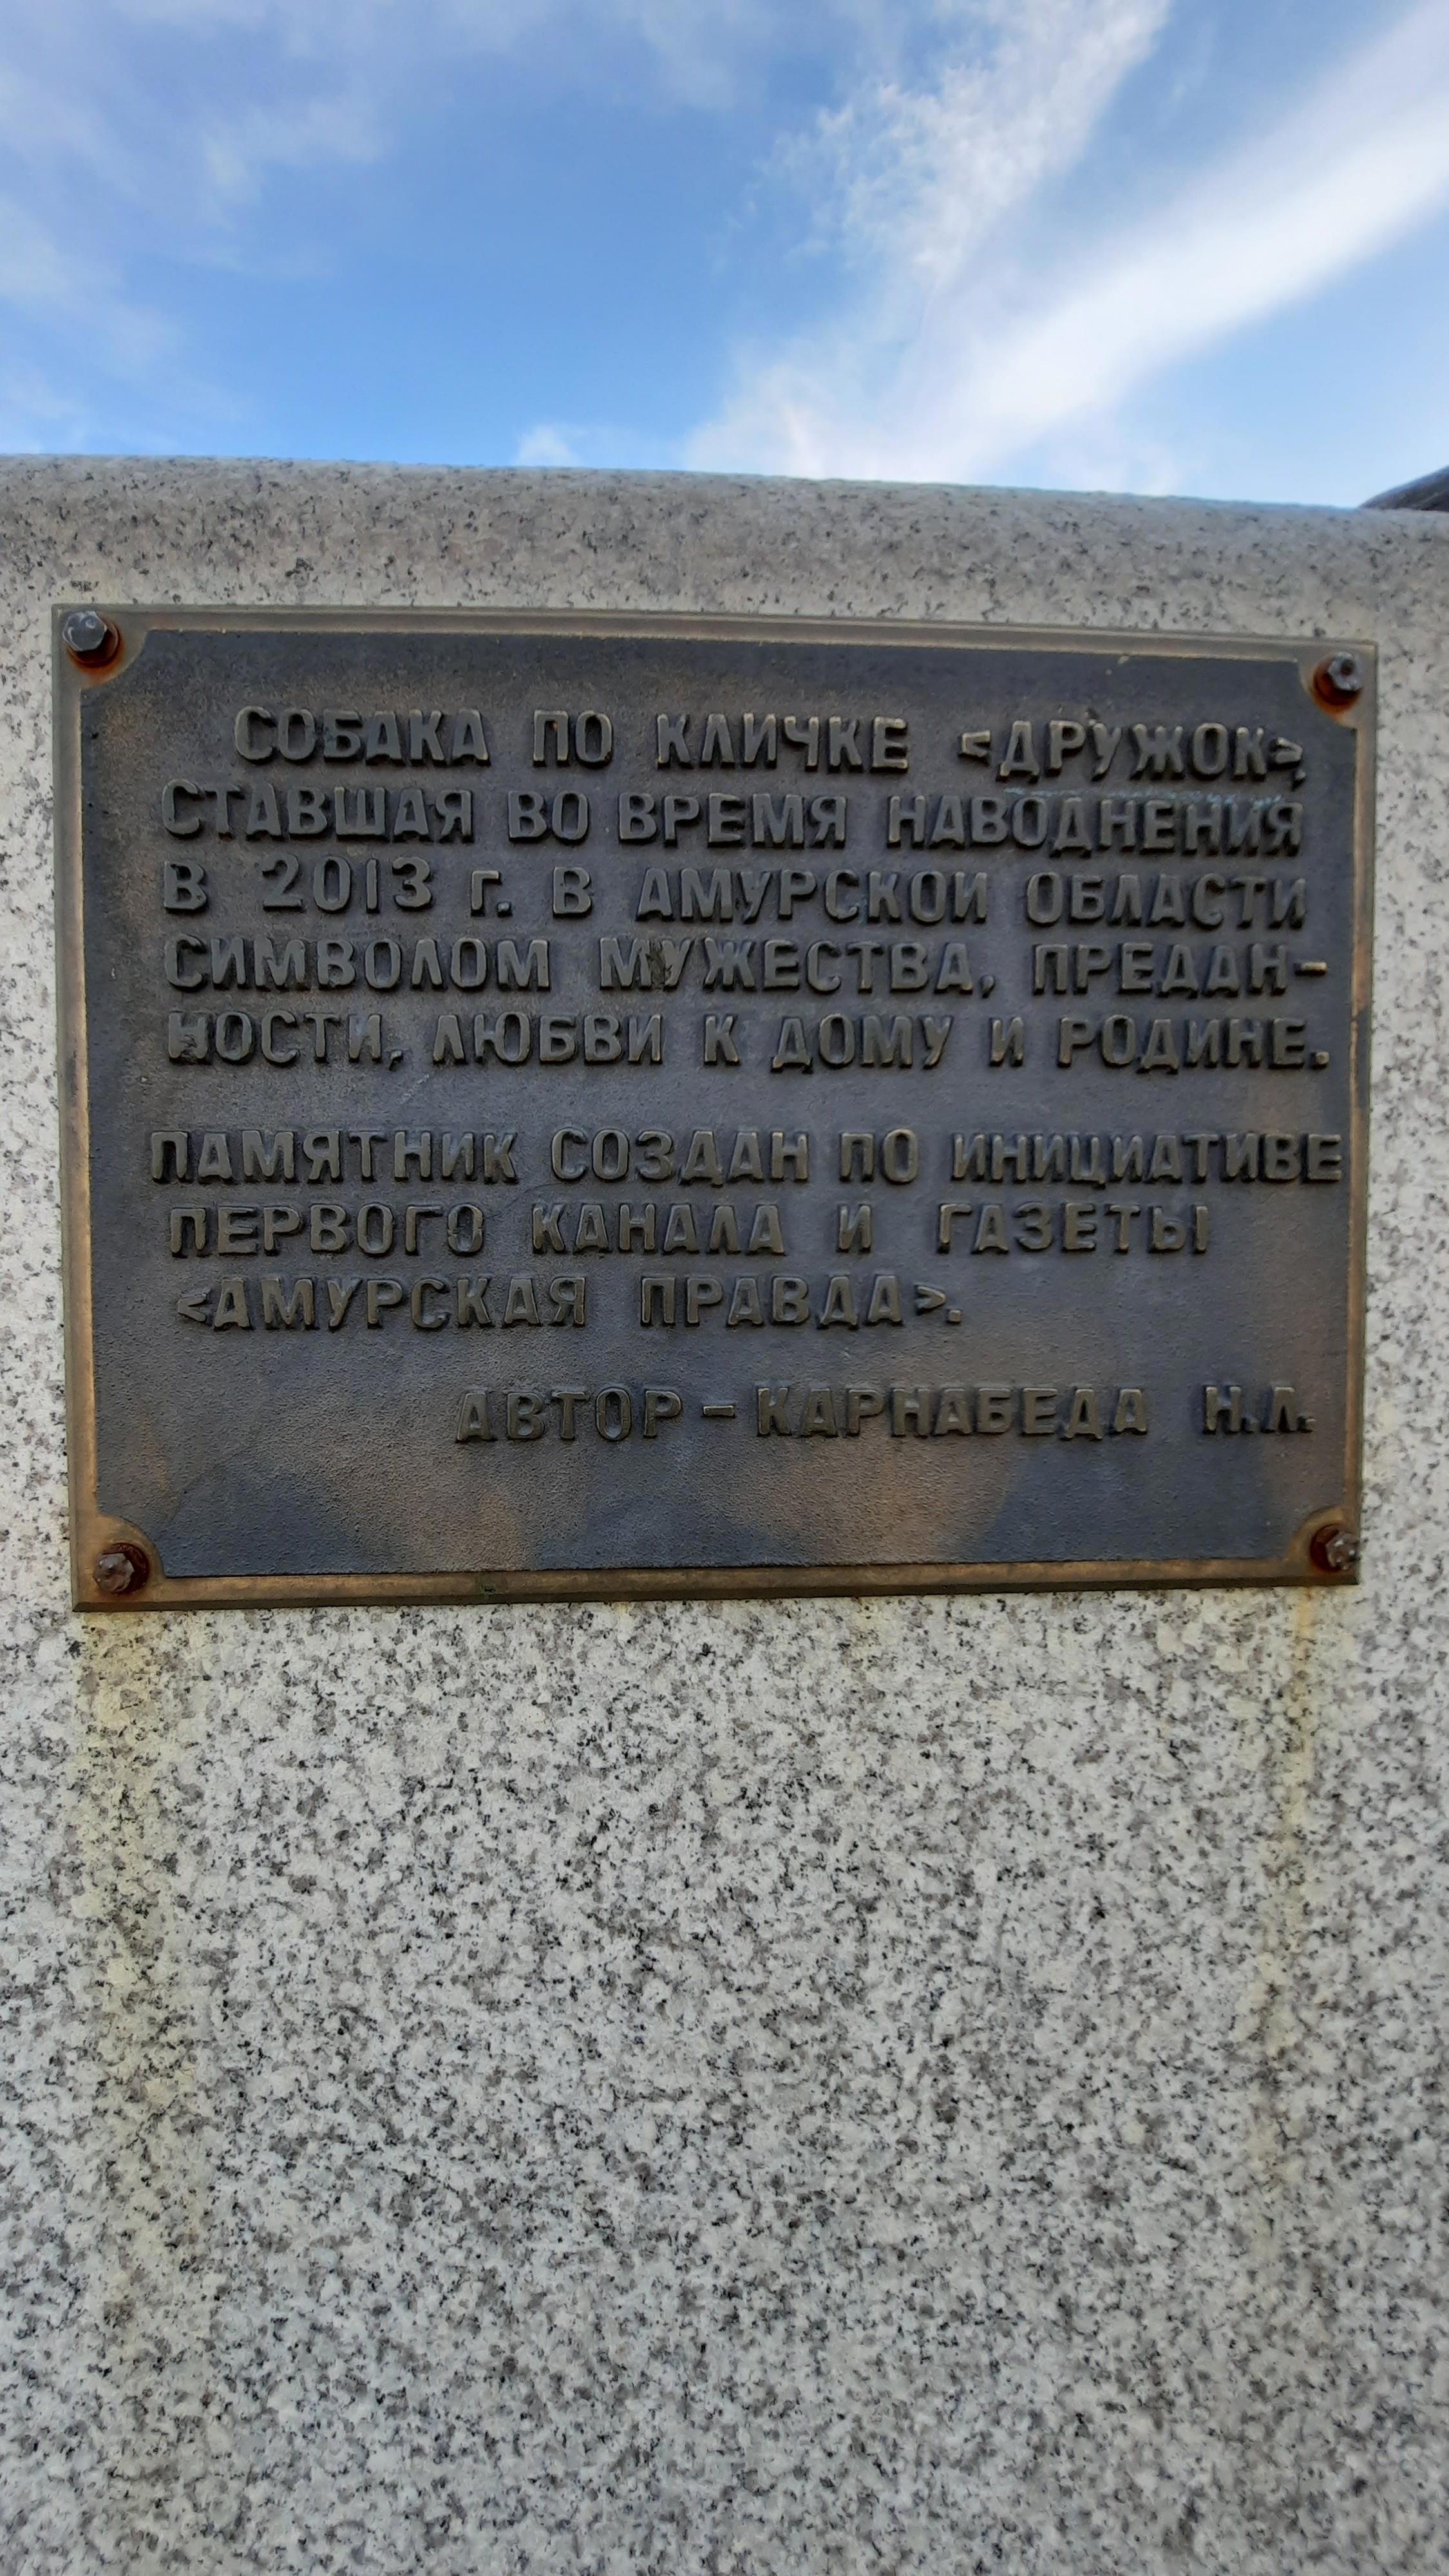 СОБАКА ПО КЛИЧКЕ <ДРУЖОК>,
СТАВШАЯ ВО ВРЕМЯ НАВОДНЕНИЯ
В 2013 Г. В АМУРСКОИ ОБЛАСТИ
СИМВОЛОМ МУЖЕСТВА, ПРЕДАН-
НОСТИ, ЛЮБВИ К ДОМУ И РОДИНЕ.
ПАМЯТНИК СОЗДАН ПО ИНИЦИАТИВЕ
ПЕРВОГО КАНАЛА И ГАЗЕТЫ
<АМУРСКАЯ ПРАВДА>.
АВТОР - КАРНАБЕДА Н.Л.